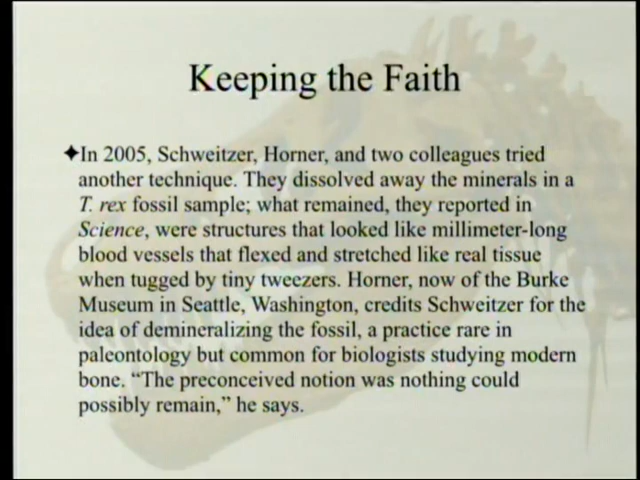 Keeping the Faith
✦In 2005, Schweitzer, Horner, and two colleagues tried
another technique. They dissolved away the minerals in a
T. rex fossil sample; what remained, they reported in
Science, were structures that looked like millimeter-long
blood vessels that flexed and stretched like real tissue
when tugged by tiny tweezers. Horner, now of the Burke
Museum in Seattle, Washington, credits Schweitzer for the
idea of demineralizing the fossil, a practice rare in
paleontology but common for biologists studying modern
bone. “The preconceived notion was nothing could
possibly remain,” he says.